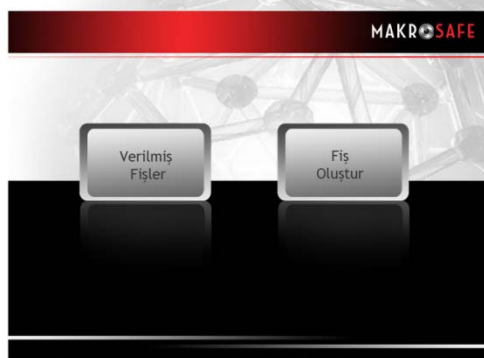 MAKROSAFE
Verilmiş
Fişler
Fiş
Oluştur